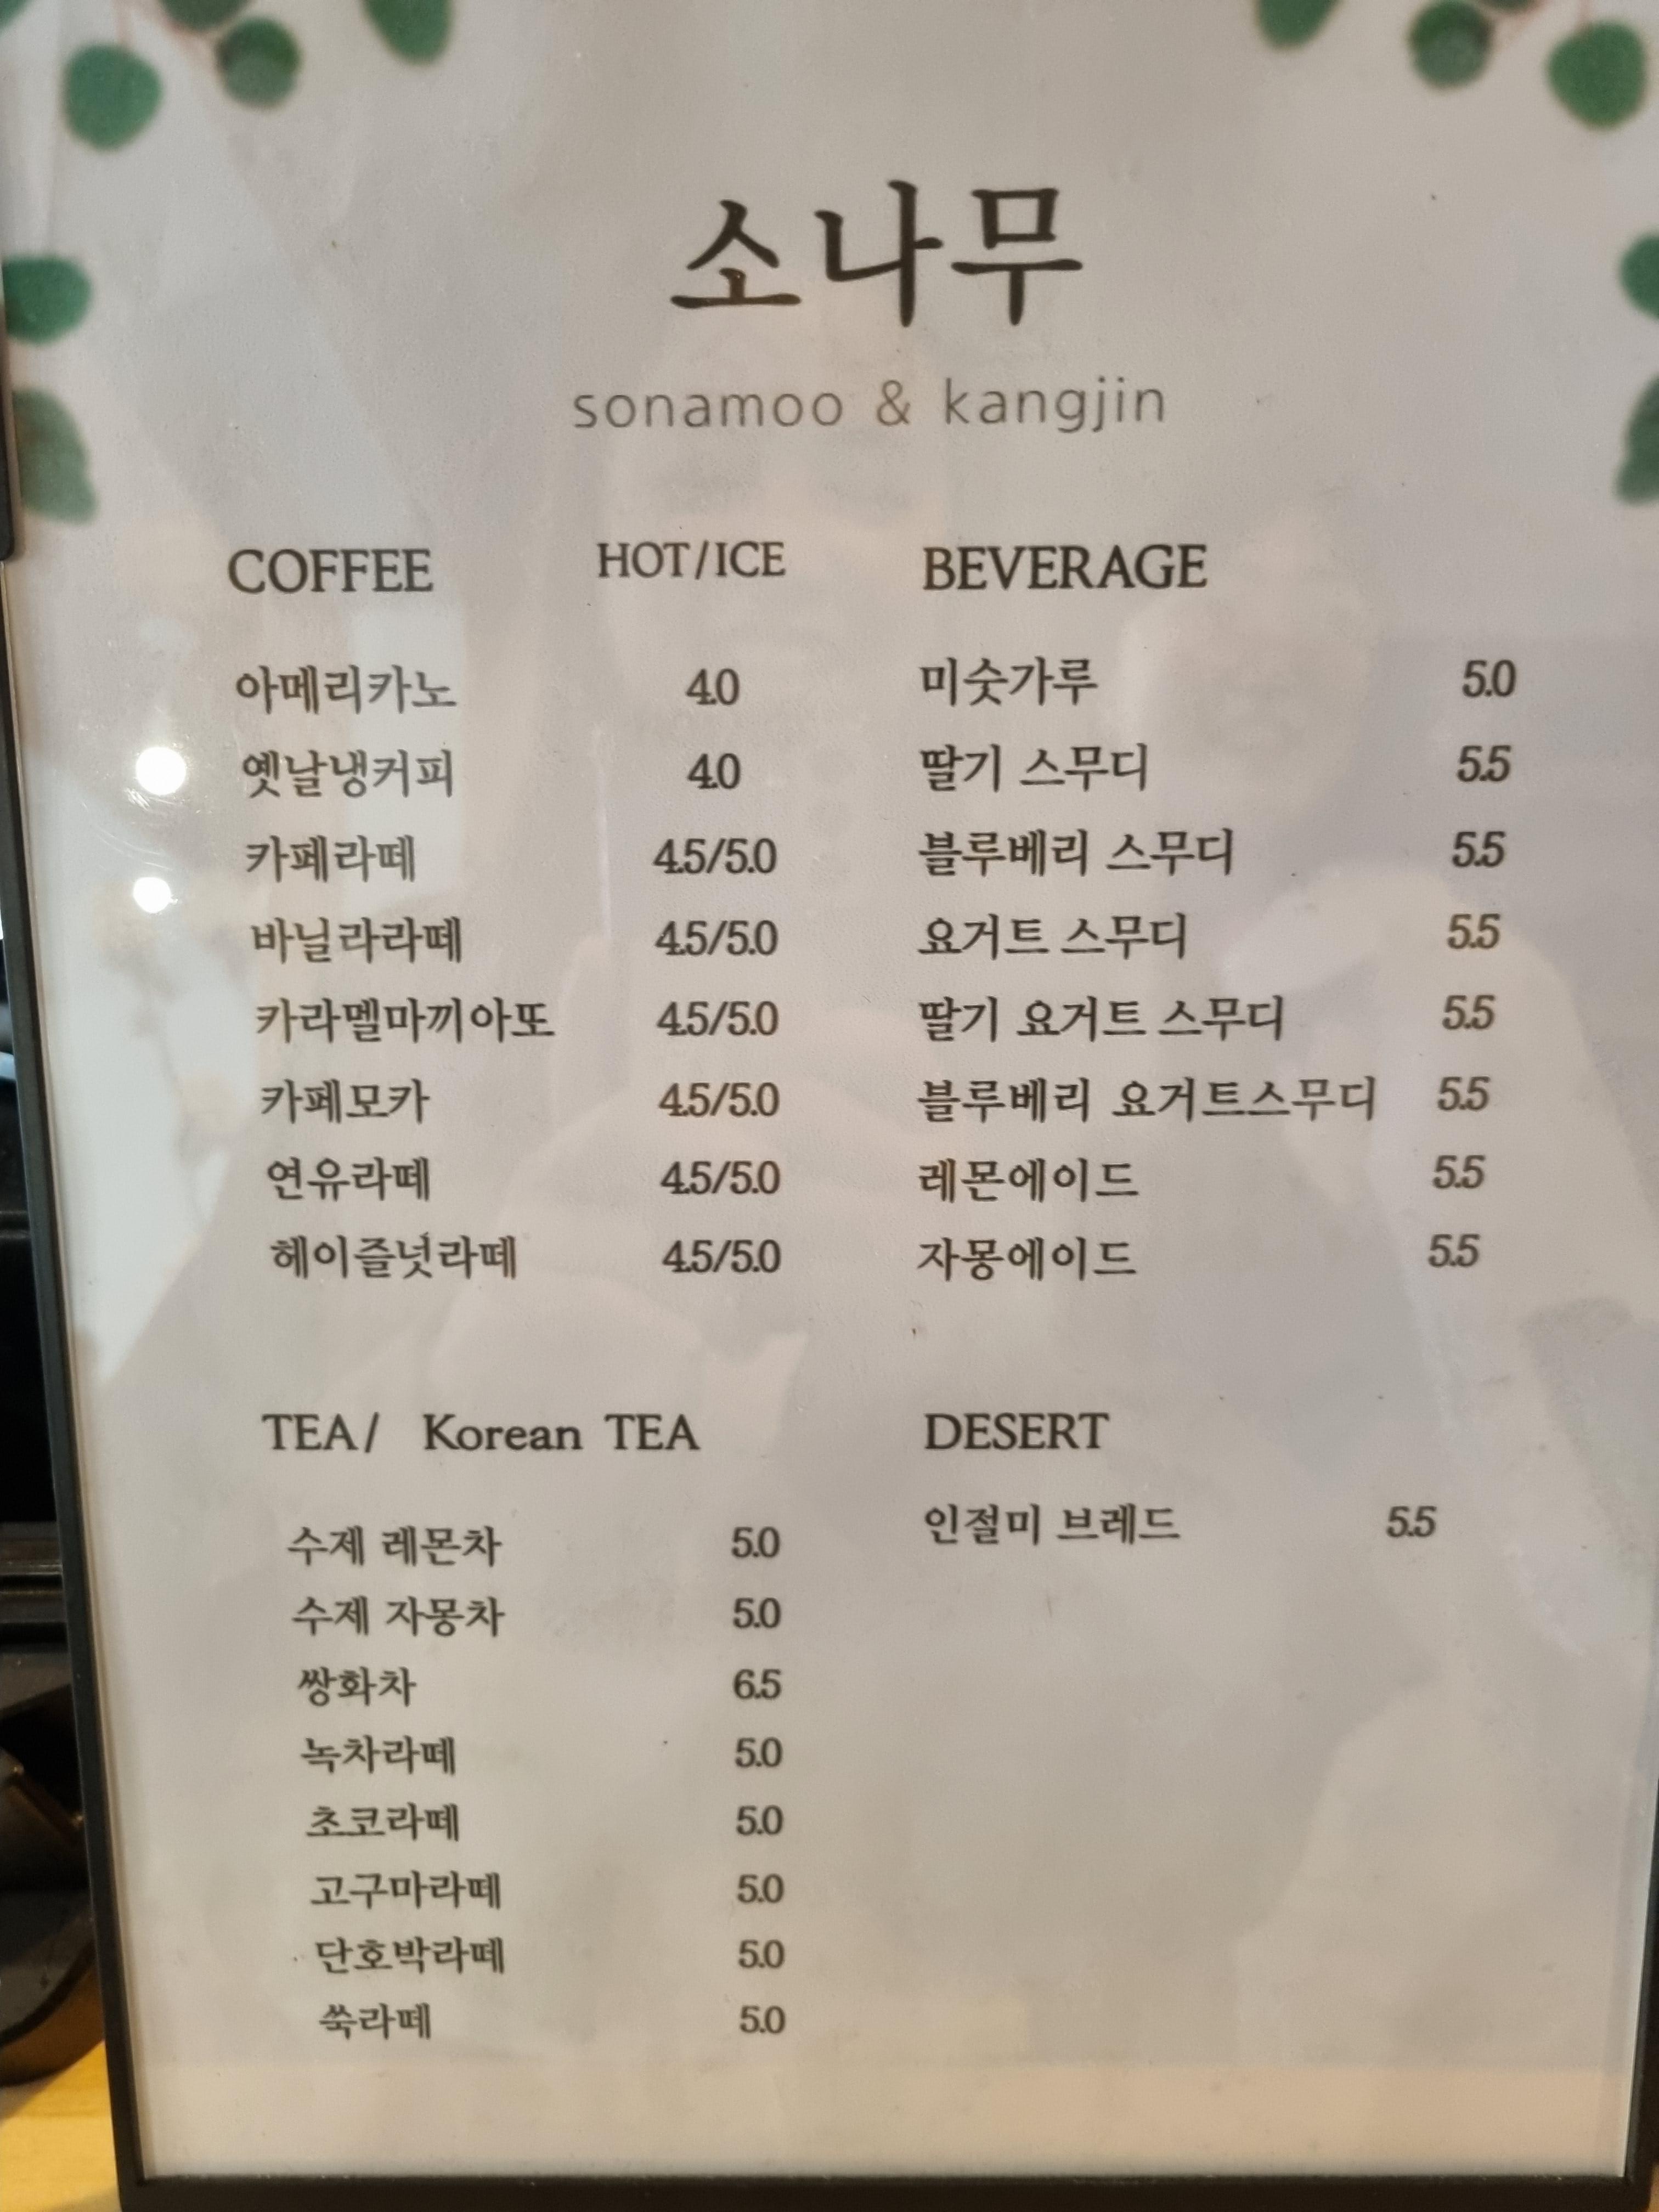 소나무
sonamoo & kangjin
COFFEE HOT/ICE
아메리카노 4.0
옛날냉커피 4.0
카페라떼 4.5/5.0
바닐라라떼 4.5/5.0
카라멜마끼아또 4.5/5.0
카페모카 4.5/5.0
연유라떼 4.5/5.0
헤이즐넛라떼 4.5/5.0
BEVERAGE
미숫가루 5.0
딸기 스무디 5.5
블루베리 스무디 5.5
요거트 스무디 5.5
딸기 요거트 스무디 5.5
블루베리 요거트스무디 5.5
레몬에이드 5.5
자몽에이드 5.5
TEA/ Korean TEA
수제 레몬차 5.0
수제 자몽차 5.0
쌍화차 6.5
녹차라떼 5.0
초코라떼 5.0
고구마라떼 5.0
단호박라떼 5.0
쑥라떼 5.0
DESERT
인절미 브레드 5.5